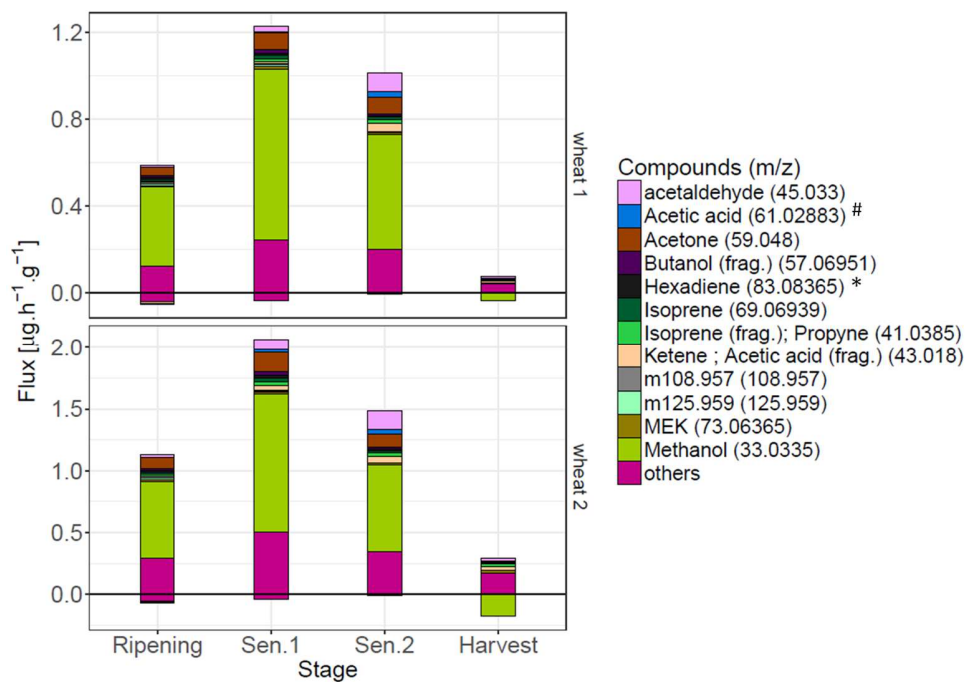 Flux [µg.h⁻¹.g⁻¹]
1.2
0.8
0.4
0.0
wheat 1
2.0
1.5
1.0
0.5
0.0
wheat 2
Ripening Sen.1 Sen.2 Harvest
Stage
Compounds (m/z)
acetaldehyde (45.033)
Acetic acid (61.02883) #
Acetone (59.048)
Butanol (frag.) (57.06951)
Hexadiene (83.08365) *
Isoprene (69.06939)
Isoprene (frag.); Propyne (41.0385)
Ketene ; Acetic acid (frag.) (43.018)
m108.957 (108.957)
m125.959 (125.959)
MEK (73.06365)
Methanol (33.0335)
others